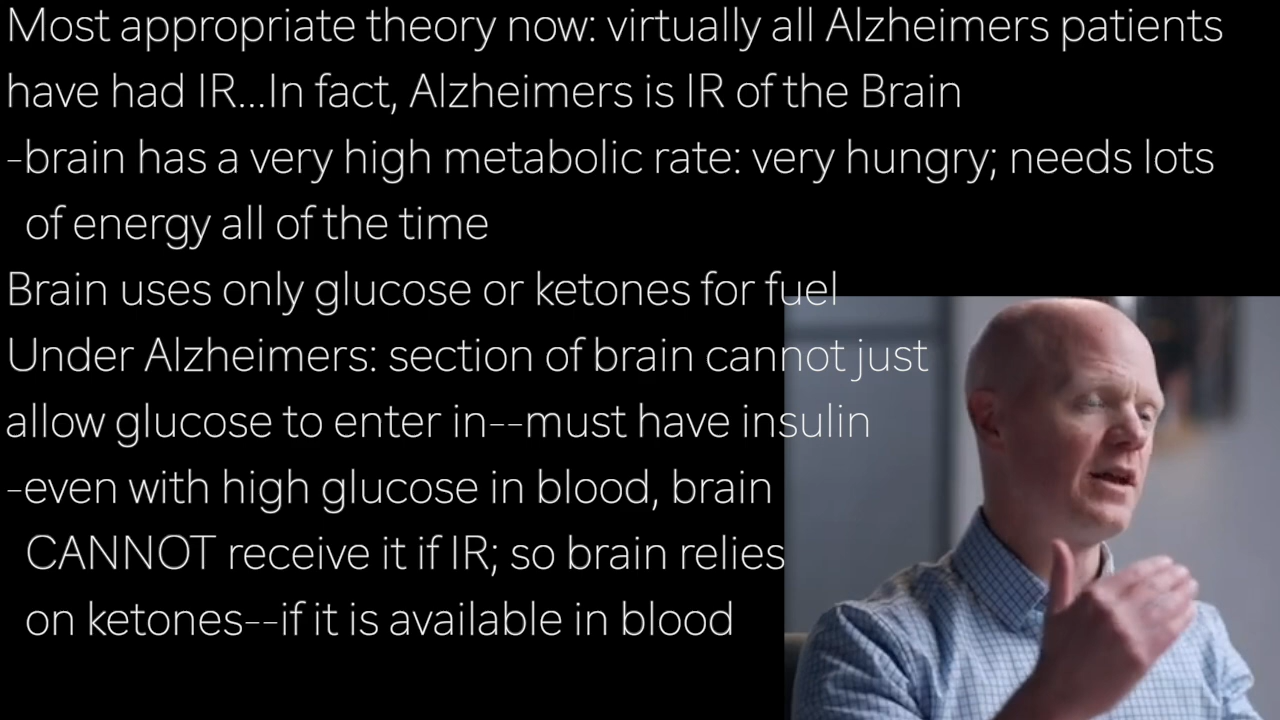 Most appropriate theory now: virtually all Alzheimers patients
have had IR...In fact, Alzheimers is IR of the Brain
-brain has a very high metabolic rate: very hungry; needs lots
of energy all of the time
Brain uses only glucose or ketones for fuel
Under Alzheimers: section of brain cannot just
allow glucose to enter in--must have insulin
-even with high glucose in blood, brain
CANNOT receive it if IR; so brain relies
on ketones--if it is available in blood